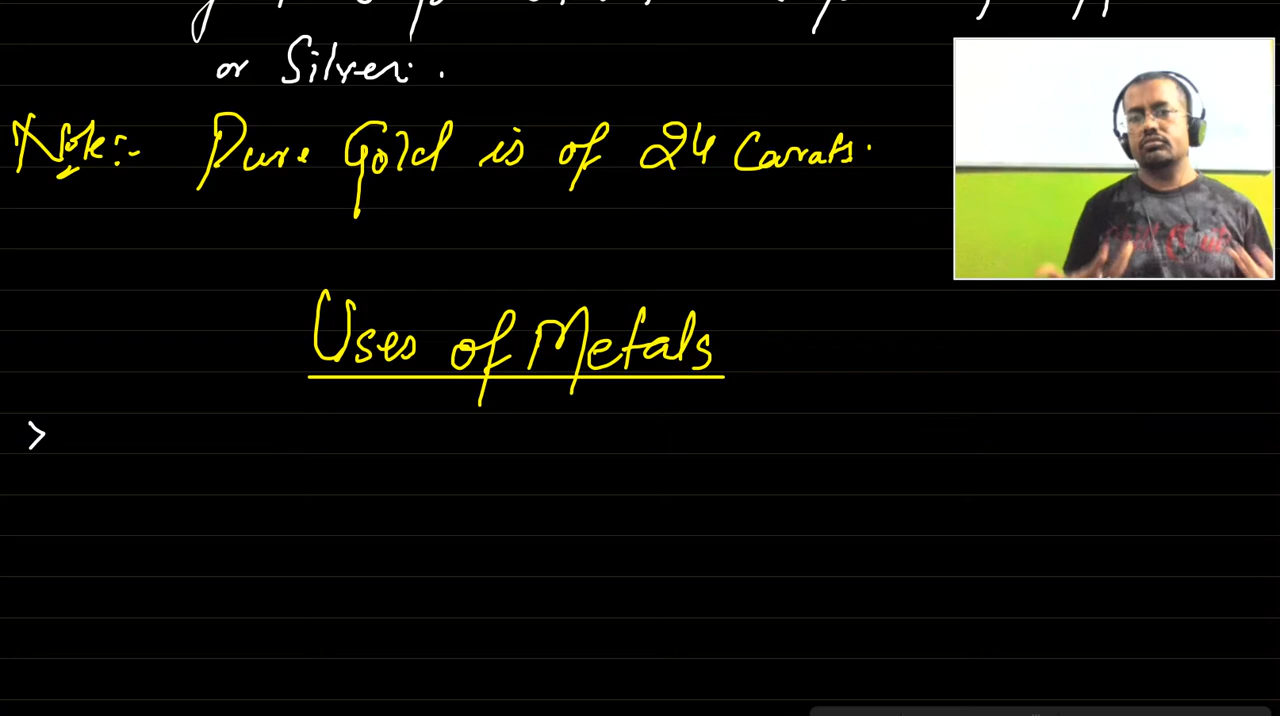 or Silver.
Note:- Pure Gold is of 24 Carats.
Uses of Metals